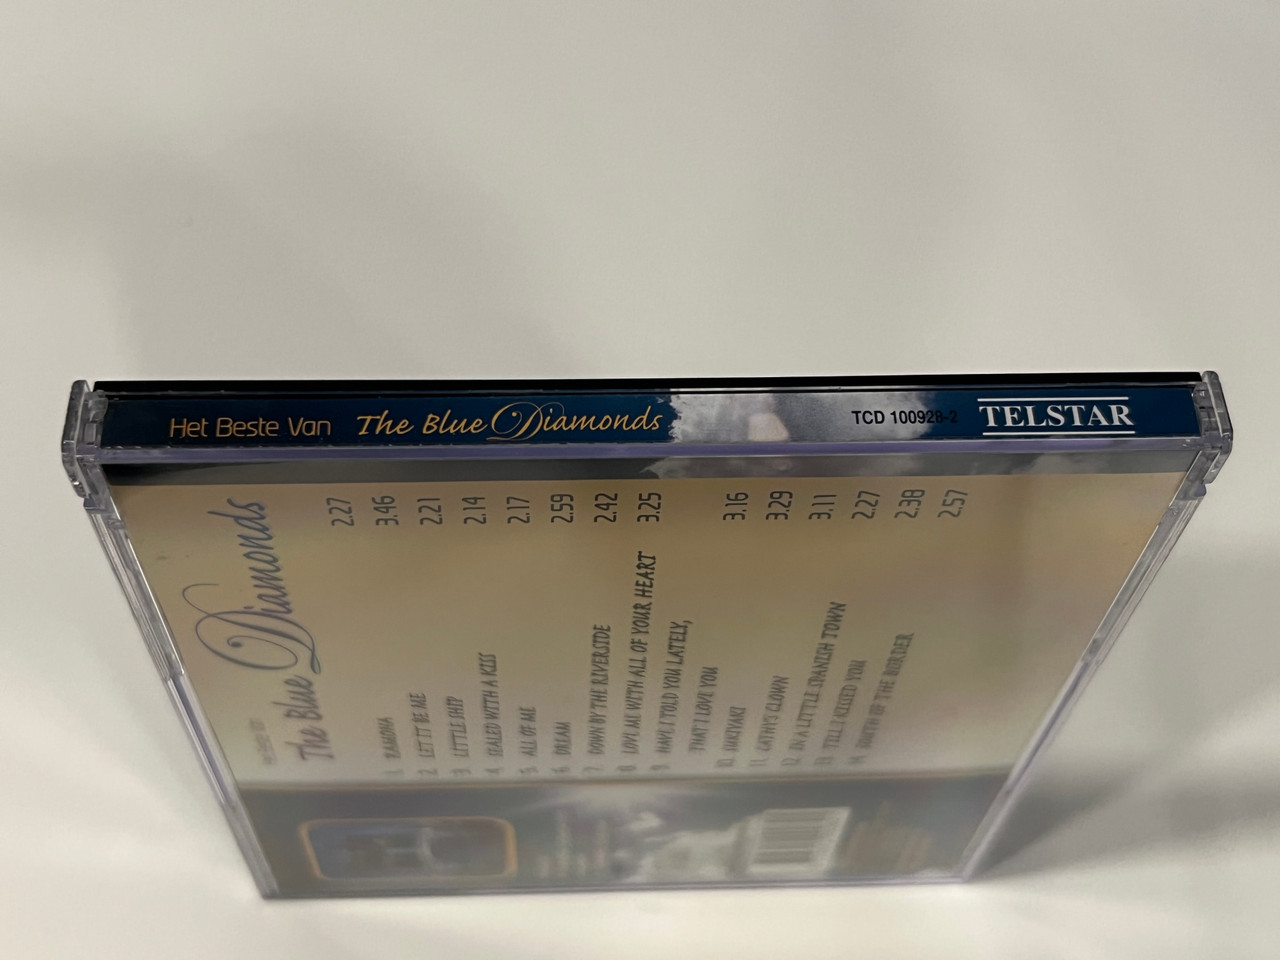 Het Beste Van The Blue Diamonds TCD 100928-2 TELSTAR
Het Beste Van
The Blue Diamonds
1 RAMONA 2.27
2 LET IT BE ME 3.46
3 LITTLE SHIP 2.21
4 SEALED WITH A KISS 2.14
5 ALL OF ME 2.17
6 DREAM 2.59
7 DOWN BY THE RIVERSIDE 2.42
8 LOVE ME WITH ALL OF YOUR HEART 3.25
9 HAVE I TOLD YOU LATELY,
THAT I LOVE YOU 3.16
10 SUKIYAKI 3.29
11 CATHY'S CLOWN 3.11
12 IN A LITTLE SPANISH TOWN 2.27
13 TILL I KISSED YOU 2.38
14 SOUTH OF THE BORDER 2.57